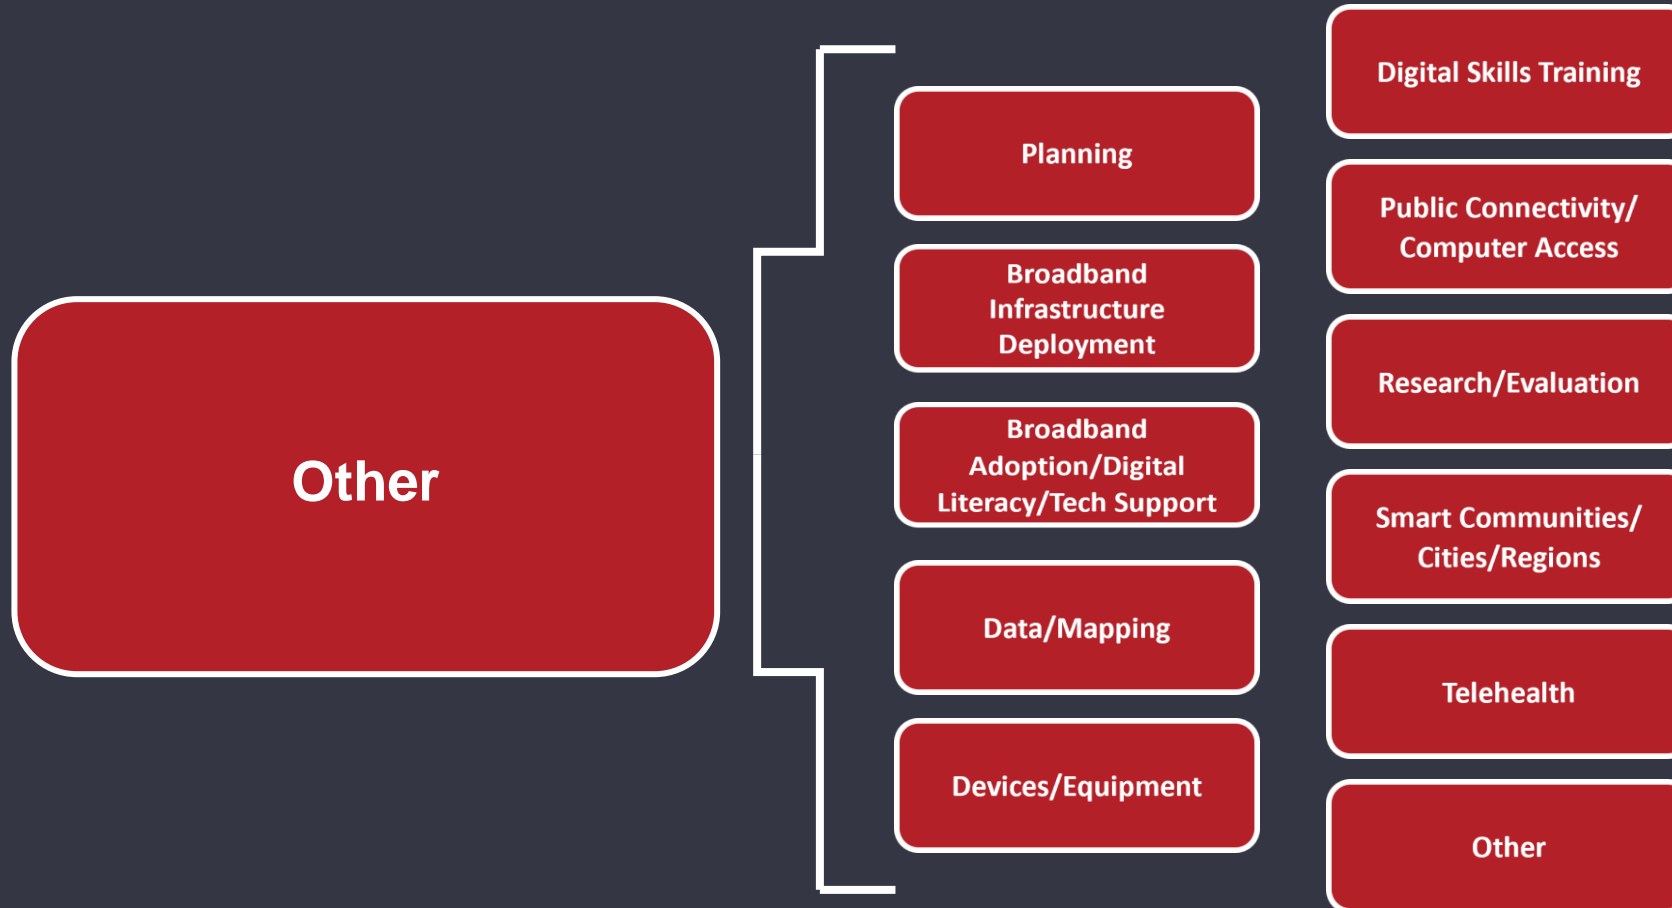 Other
Planning
Broadband
Infrastructure
Deployment
Broadband
Adoption/Digital
Literacy/Tech Support
Data/Mapping
Devices/Equipment
Digital Skills Training
Public Connectivity/
Computer Access
Research/Evaluation
Smart Communities/
Cities/Regions
Telehealth
Other